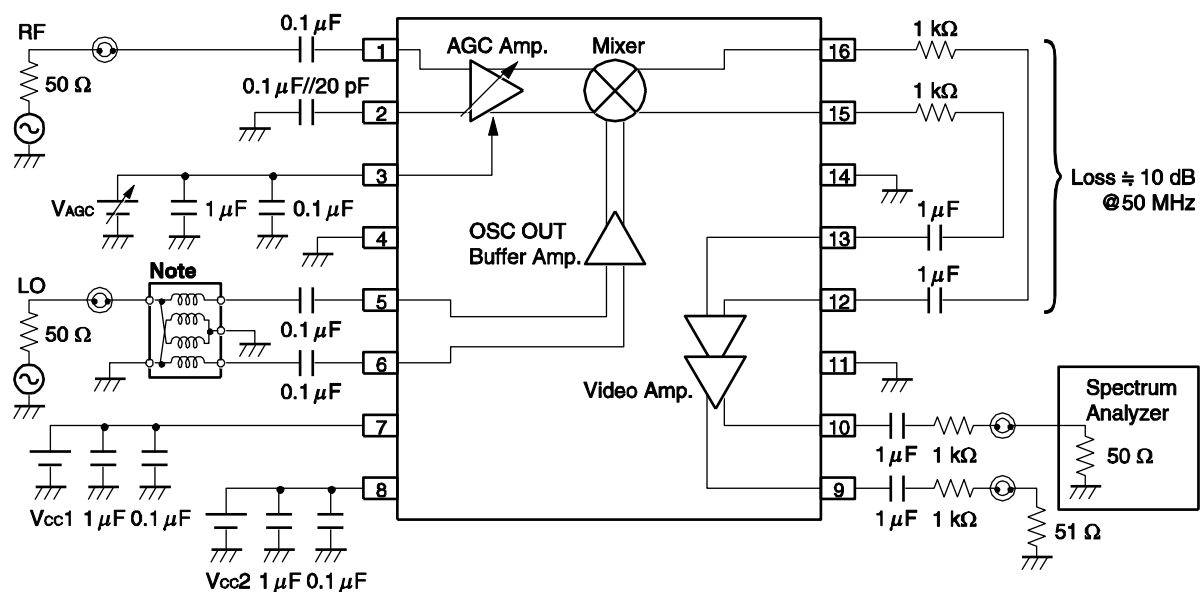 RF
50 Ω
0.1 µF
0.1 µF//20 pF
1
2
3
4
5
6
7
8
AGC Amp.
Mixer
OSC OUT
Buffer Amp.
Video Amp.
VAGC
1 µF
0.1 µF
LO
50 Ω
Note
0.1 µF
0.1 µF
VCC1
1 µF
0.1 µF
VCC2
1 µF
0.1 µF
16
15
14
13
12
11
10
9
1 kΩ
1 kΩ
1 µF
1 µF
Loss ≒ 10 dB
@50 MHz
1 µF
1 kΩ
1 µF
1 kΩ
Spectrum
Analyzer
50 Ω
51 Ω